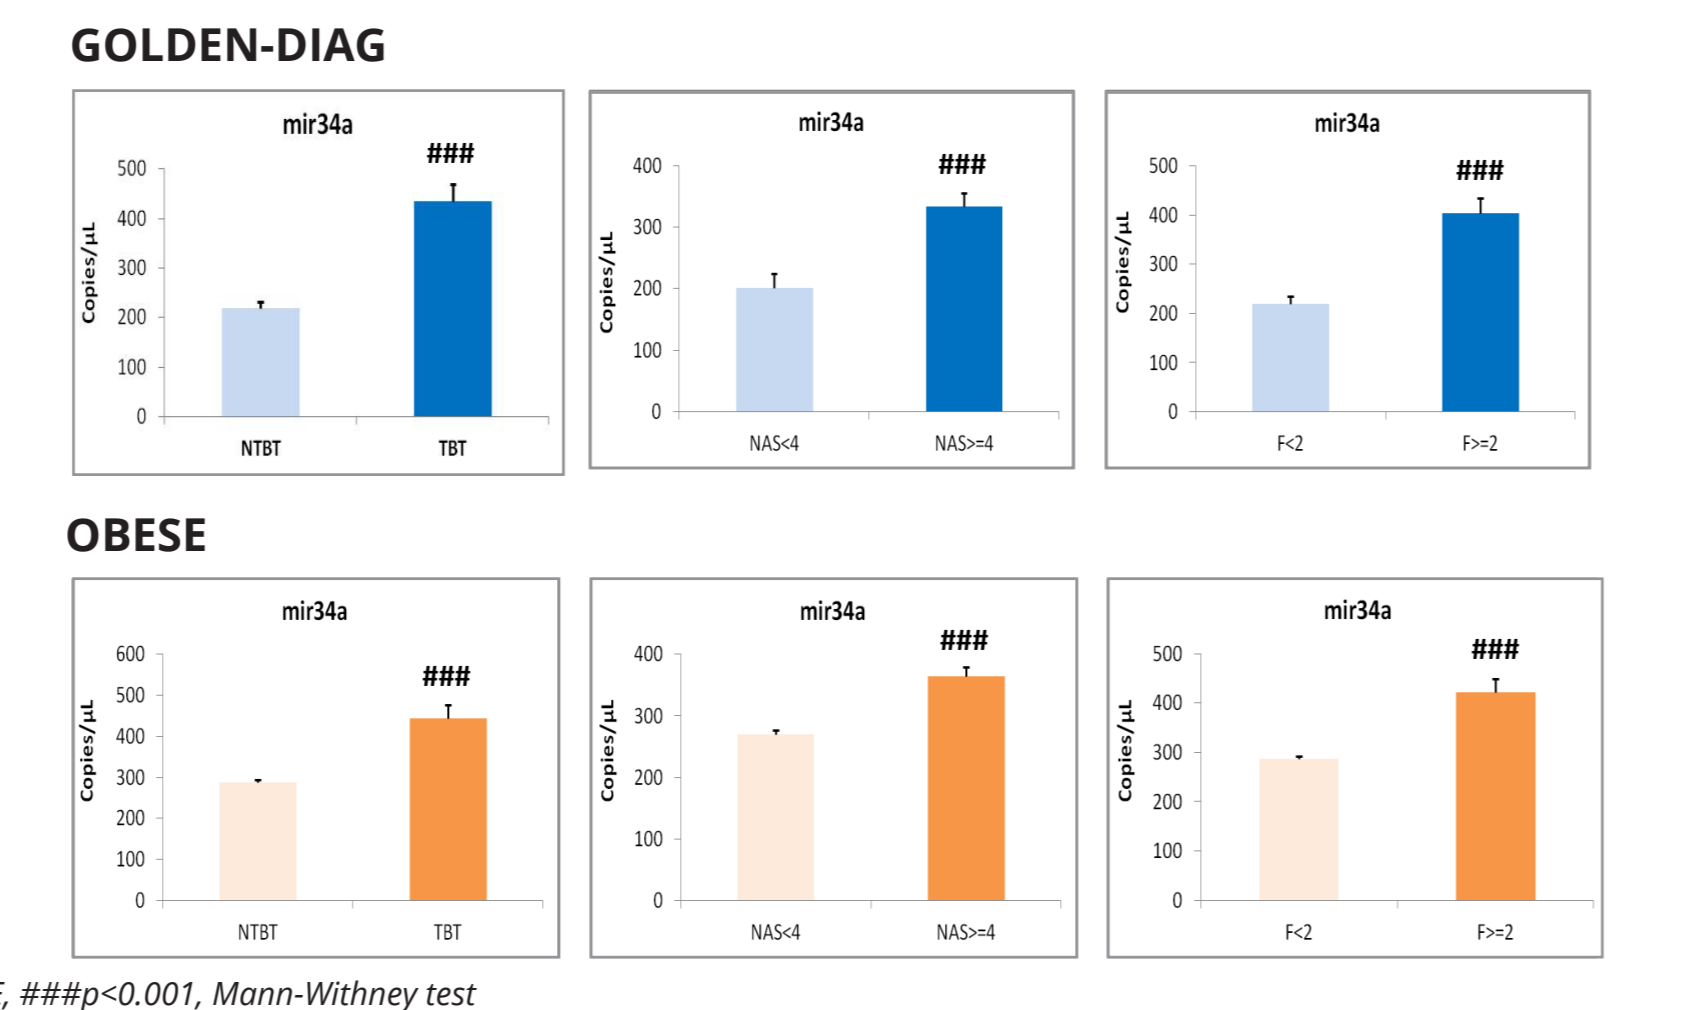 GOLDEN-DIAG
mir34a
###
500
400
300
200
100
0
Copies/µL
NTBT TBT
mir34a
###
400
300
200
100
0
Copies/µL
NAS<4 NAS>=4
mir34a
###
500
400
300
200
100
0
Copies/µL
F<2 F>=2
OBESE
mir34a
###
600
500
400
300
200
100
0
Copies/µL
NTBT TBT
mir34a
###
400
300
200
100
0
Copies/µL
NAS<4 NAS>=4
mir34a
###
500
400
300
200
100
0
Copies/µL
F<2 F>=2
, ###p<0.001, Mann-Withney test